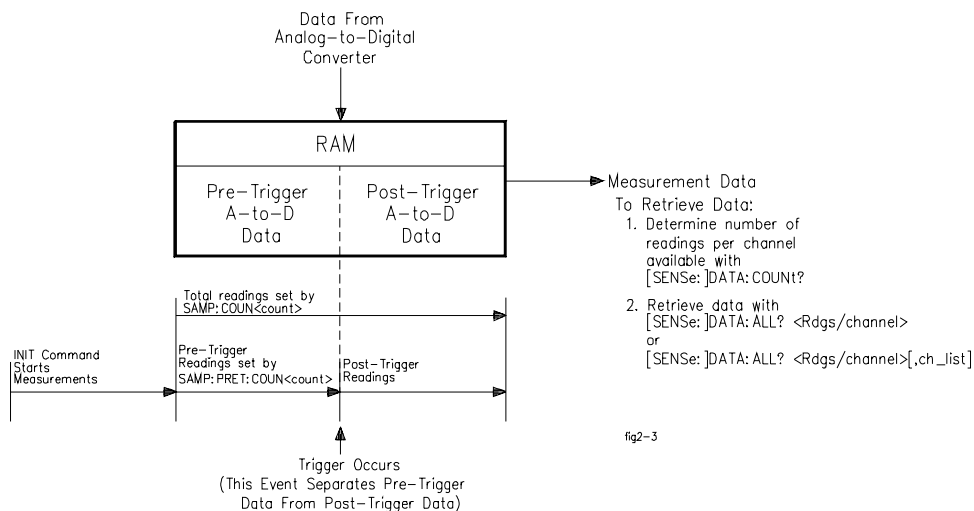 Data From
Analog-to-Digital
Converter
RAM
Pre-Trigger
A-to-D
Data
Post-Trigger
A-to-D
Data
Measurement Data
To Retrieve Data:
1. Determine number of
readings per channel
available with
[SENSe:]DATA:COUNt?
2. Retrieve data with
[SENSe:]DATA:ALL? <Rdgs/channel>
or
[SENSe:]DATA:ALL? <Rdgs/channel>[,ch_list]
Total readings set by
SAMP:COUN<count>
INIT Command
Starts
Measurements
Pre-Trigger
Readings set by
SAMP:PRET:COUN<count>
Post-Trigger
Readings
fig2-3
Trigger Occurs
(This Event Separates Pre-Trigger
Data From Post-Trigger Data)